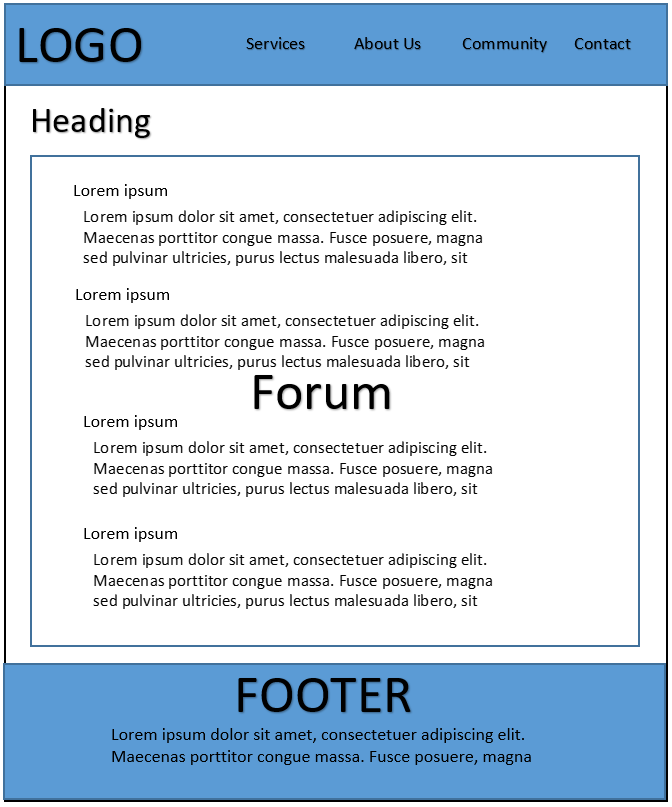 LOGO
Services About Us Community Contact
Heading
Lorem ipsum
Lorem ipsum dolor sit amet, consectetuer adipiscing elit.
Maecenas porttitor congue massa. Fusce posuere, magna
sed pulvinar ultricies, purus lectus malesuada libero, sit
Lorem ipsum
Lorem ipsum dolor sit amet, consectetuer adipiscing elit.
Maecenas porttitor congue massa. Fusce posuere, magna
sed pulvinar ultricies, purus lectus malesuada libero, sit
Forum
Lorem ipsum
Lorem ipsum dolor sit amet, consectetuer adipiscing elit.
Maecenas porttitor congue massa. Fusce posuere, magna
sed pulvinar ultricies, purus lectus malesuada libero, sit
Lorem ipsum
Lorem ipsum dolor sit amet, consectetuer adipiscing elit.
Maecenas porttitor congue massa. Fusce posuere, magna
sed pulvinar ultricies, purus lectus malesuada libero, sit
FOOTER
Lorem ipsum dolor sit amet, consectetuer adipiscing elit.
Maecenas porttitor congue massa. Fusce posuere, magna